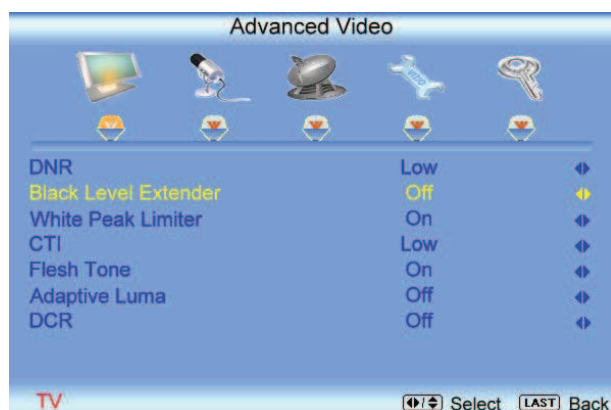 Advanced Video
VIZIO
DNR Low
Black Level Extender Off
White Peak Limiter On
CTI Low
Flesh Tone On
Adaptive Luma Off
DCR Off
TV Select LAST Back